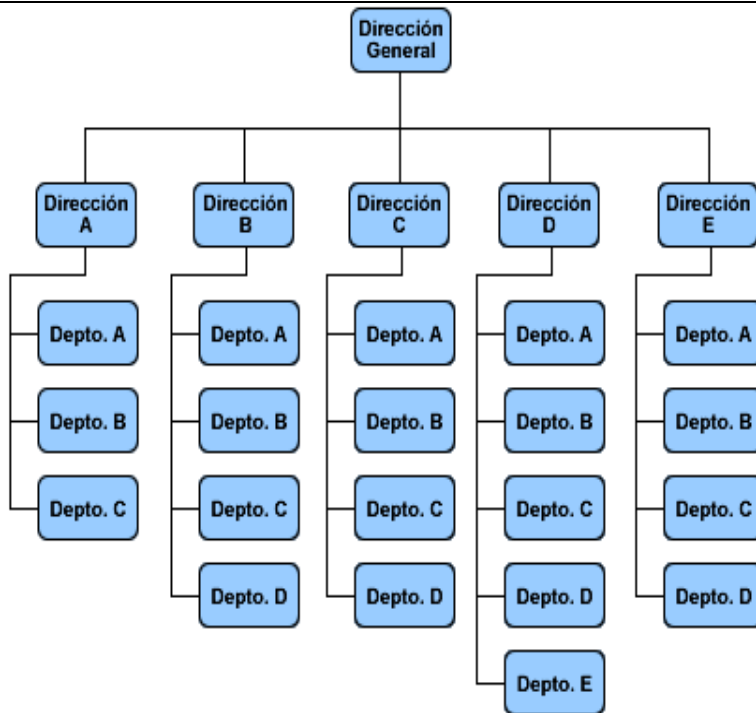 Dirección
General
Dirección
A
Dirección
B
Dirección
C
Dirección
D
Dirección
E
Depto. A
Depto. B
Depto. C
Depto. A
Depto. B
Depto. C
Depto. D
Depto. A
Depto. B
Depto. C
Depto. D
Depto. A
Depto. B
Depto. C
Depto. D
Depto. E
Depto. A
Depto. B
Depto. C
Depto. D